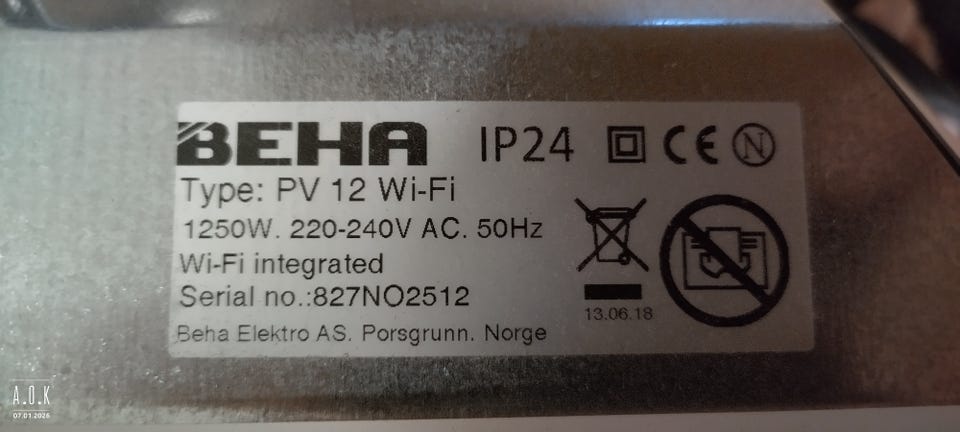 BEHA IP24 CE N
Type: PV 12 Wi-Fi
1250W. 220-240V AC. 50Hz
Wi-Fi integrated
Serial no.:827NO2512
13.06.18
Beha Elektro AS. Porsgrunn. Norge
A.O.K
07.01.2026